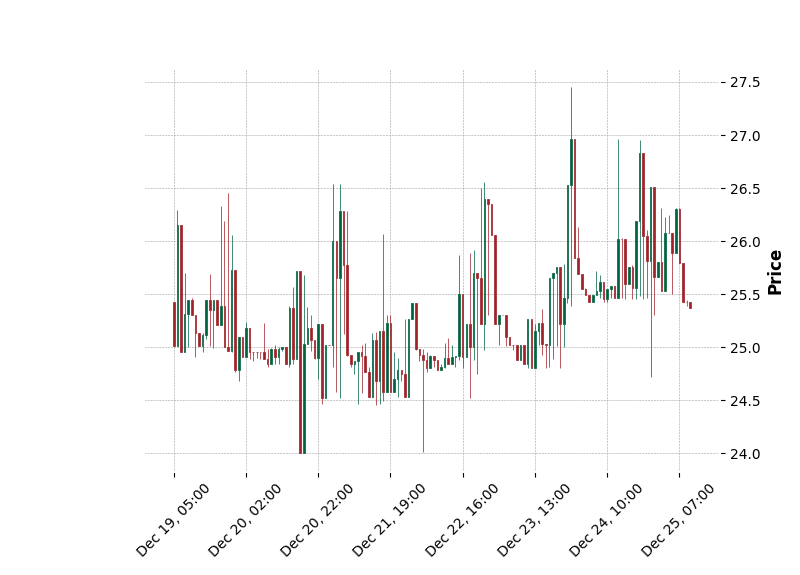 27.5
27.0
26.5
26.0
25.5
25.0
24.5
24.0
Price
Dec 19, 05:00
Dec 20, 02:00
Dec 20, 22:00
Dec 21, 19:00
Dec 22, 16:00
Dec 23, 13:00
Dec 24, 10:00
Dec 25, 07:00